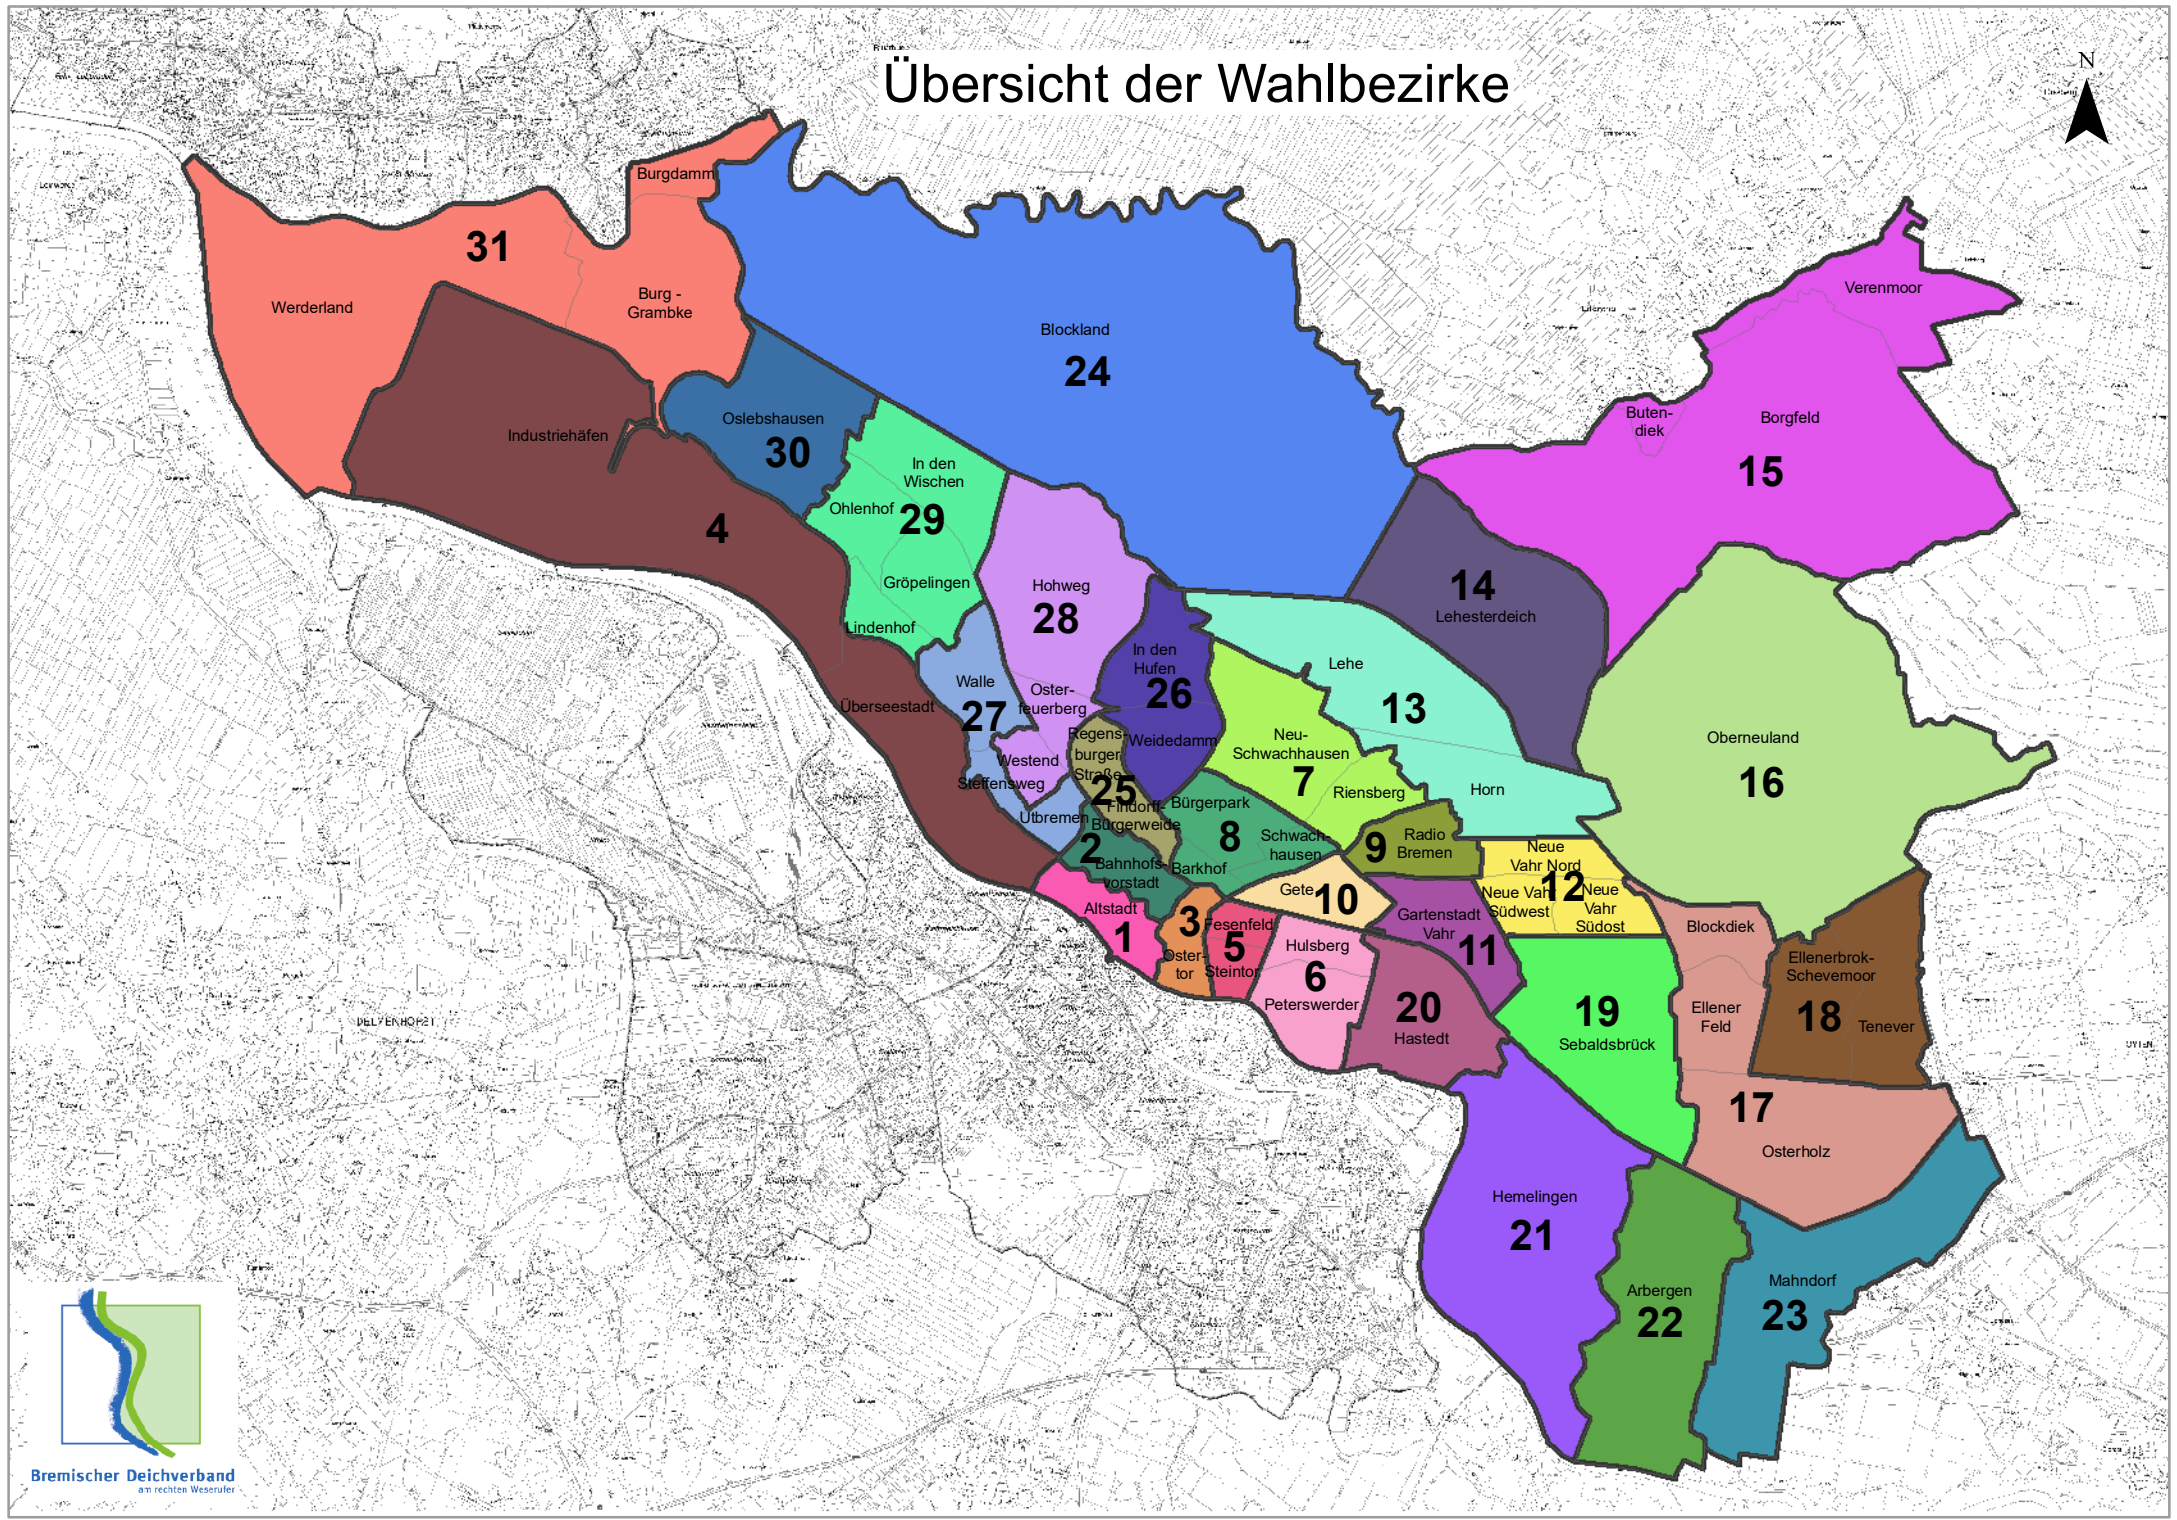 Übersicht der Wahlbezirke
N
Burgdamm
31
Werderland
Burg -
Grambke
Verenmoor
Blockland
24
Industriehäfen
Oslebshausen
30
Buten-
diek
Borgfeld
15
In den
Wischen
Ohlenhof
29
4
Gröpelingen
Lindenhof
Hohweg
28
14
Lehesterdeich
In den
Hufen
26
Lehe
13
Walle
27
Oster-
feuerberg
Überseestadt
Regens-
burger
Straße
25
Weidedamm
Neu-
Schwachhausen
7
Riensberg
Horn
Oberneuland
16
Westend
Steffensweg
Utbremen
Findorff-
Bürgerweide
Bürgerpark
8
Schwach-
hausen
Barkhof
9
Radio
Bremen
2
Bahnhofs-
vorstadt
Neue
Vahr Nord
12
Neue Vahr
Südwest
Neue
Vahr
Südost
Gete
10
Altstadt
1
3
Oster-
tor
Fesenfeld
5
Steintor
Hulsberg
6
Peterswerder
Gartenstadt
Vahr
11
Blockdiek
Ellenerbrok-
Schevemoor
18
Tenever
Ellener
Feld
20
Hastedt
19
Sebaldsbrück
17
Osterholz
Hemelingen
21
Arbergen
22
Mahndorf
23
DELMENHORST
Bremischer Deichverband
am rechten Weserufer